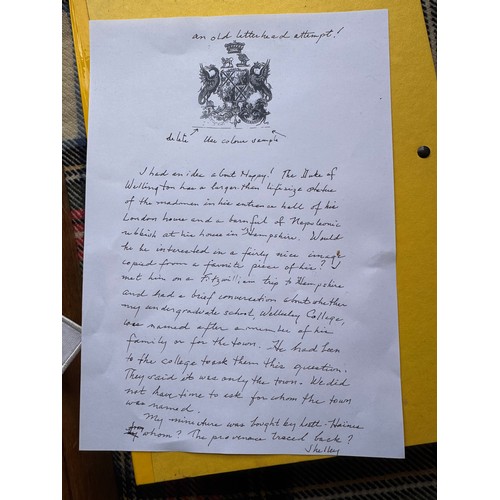 an old letterhead attempt!
delete Use colour sample
I had an idea about Nappy! The Duke of
Wellington has a larger than lifesize statue
of the madman in his entrance hall of his
London house and a barnful of Napoleonic
rubbish at his house in Hampshire. Would
he be interested in a fairly nice image
copied from a favorite piece of his? I
met him on a Fitzwilliam trip to Hampshire
and had a brief conversation about whether
my undergraduate school, Wellesley College,
was named after a member of his
family or for the town. He had been
to the college to ask them this question.
They said it was only the town. We did
not have time to ask for whom the town
was named.
My miniature was bought by Lott-Haines
whom? The provenance traced back?
Shelley